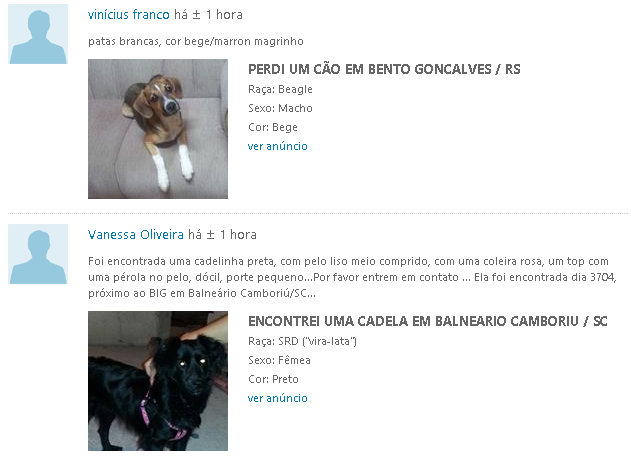 vinícius franco há ± 1 hora
patas brancas, cor bege/marron magrinho
PERDI UM CÃO EM BENTO GONCALVES / RS
Raça: Beagle
Sexo: Macho
Cor: Bege
ver anúncio
Vanessa Oliveira há ± 1 hora
Foi encontrada uma cadelinha preta, com pelo liso meio comprido, com uma coleira rosa, um top com
uma pérola no pelo, dócil, porte pequeno...Por favor entrem em contato ... Ela foi encontrada dia 3704,
próximo ao BIG em Balneário Camboriú/SC...
ENCONTREI UMA CADELA EM BALNEARIO CAMBORIU / SC
Raça: SRD ("Vira-lata")
Sexo: Fêmea
Cor: Preto
ver anúncio